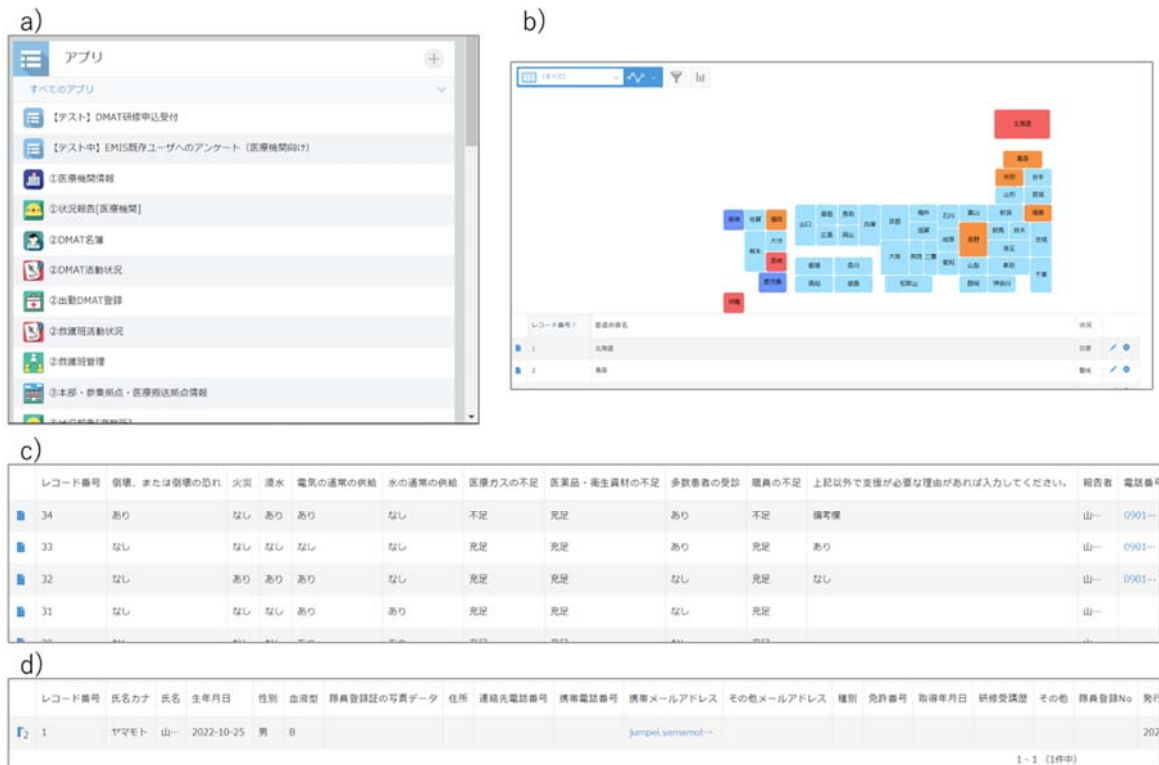 a)
アプリ
すべてのアプリ
【テスト】DMAT研修申込受付
【テスト中】EMIS既存ユーザへのアンケート（医療機関向け）
①医療機関情報
①状況報告[医療機関]
②DMAT名簿
②DMAT活動状況
②出動DMAT登録
②救護班活動状況
②救護班管理
③本部・参集拠点・医療搬送拠点情報
b)
(すべて)
北海道
青森
秋田 岩手
山形 宮城
長崎 佐賀 福岡 山口 島根 鳥取 兵庫 京都 福井 石川 富山 新潟 福島
熊本 大分 広島 岡山 滋賀 岐阜 長野 群馬 栃木 茨城
宮崎 愛媛 香川 大阪 奈良 三重 愛知 山梨 埼玉 東京 千葉
鹿児島 高知 徳島 和歌山 静岡 神奈川
沖縄
レコード番号 都道府県名 状況
1 北海道 災害
2 青森 警戒
c)
レコード番号 倒壊、または倒壊の恐れ 火災 浸水 電気の通常の供給 水の通常の供給 医療ガスの不足 医薬品・衛生資材の不足 多数患者の受診 職員の不足 上記以外で支援が必要な理由があれば入力してください。 報告者 電話番号
34 あり なし あり あり なし 不足 充足 あり 不足 備考欄 山… 0901…
33 なし なし なし なし なし 充足 充足 あり 充足 あり 山… 0901…
32 なし あり あり あり なし 充足 充足 なし 充足 なし 山… 0901…
31 なし なし なし あり あり 充足 充足 なし 充足 山…
d)
レコード番号 氏名カナ 氏名 生年月日 性別 血液型 隊員登録証の写真データ 住所 連絡先電話番号 携帯電話番号 携帯メールアドレス その他メールアドレス 種別 免許番号 取得年月日 研修受講歴 その他 隊員登録No 発行
2 1 ヤマモト 山… 2022-10-25 男 B jumpei.yamamot… 202
1 - 1 （1件中）